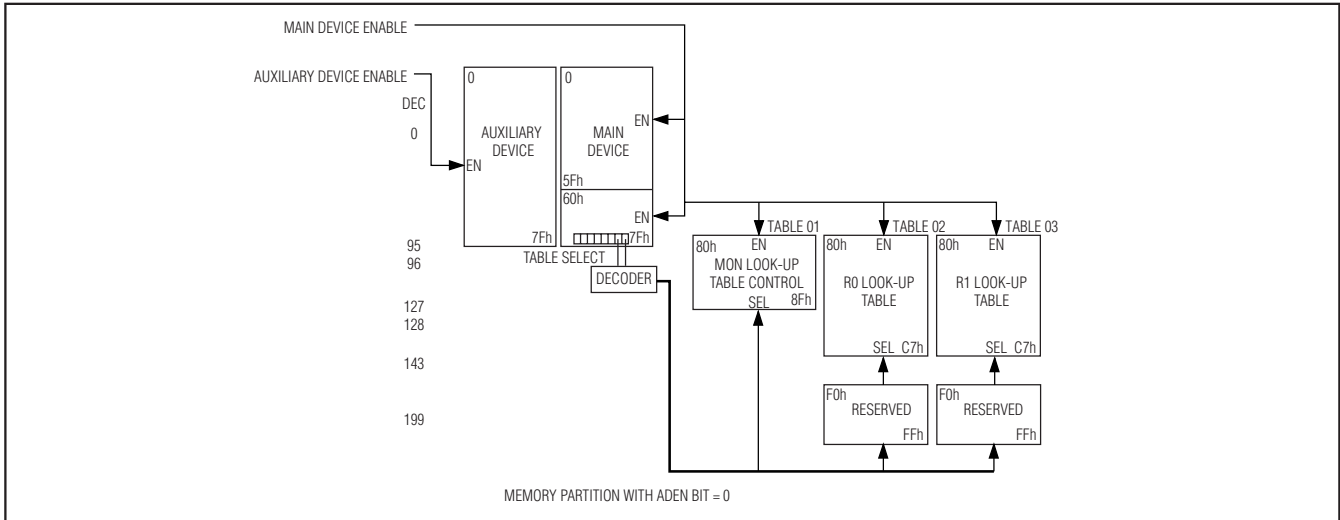 MAIN DEVICE ENABLE
AUXILIARY DEVICE ENABLE
DEC
0
95
96
127
128
143
199
0
AUXILIARY
DEVICE
EN
7Fh
0
MAIN
DEVICE
EN
5Fh
60h
EN
7Fh
TABLE SELECT
DECODER
TABLE 01
80h
EN
MON LOOK-UP
TABLE CONTROL
SEL
8Fh
TABLE 02
80h
EN
R0 LOOK-UP
TABLE
SEL C7h
F0h
RESERVED
FFh
TABLE 03
80h
EN
R1 LOOK-UP
TABLE
SEL C7h
F0h
RESERVED
FFh
MEMORY PARTITION WITH ADEN BIT = 0